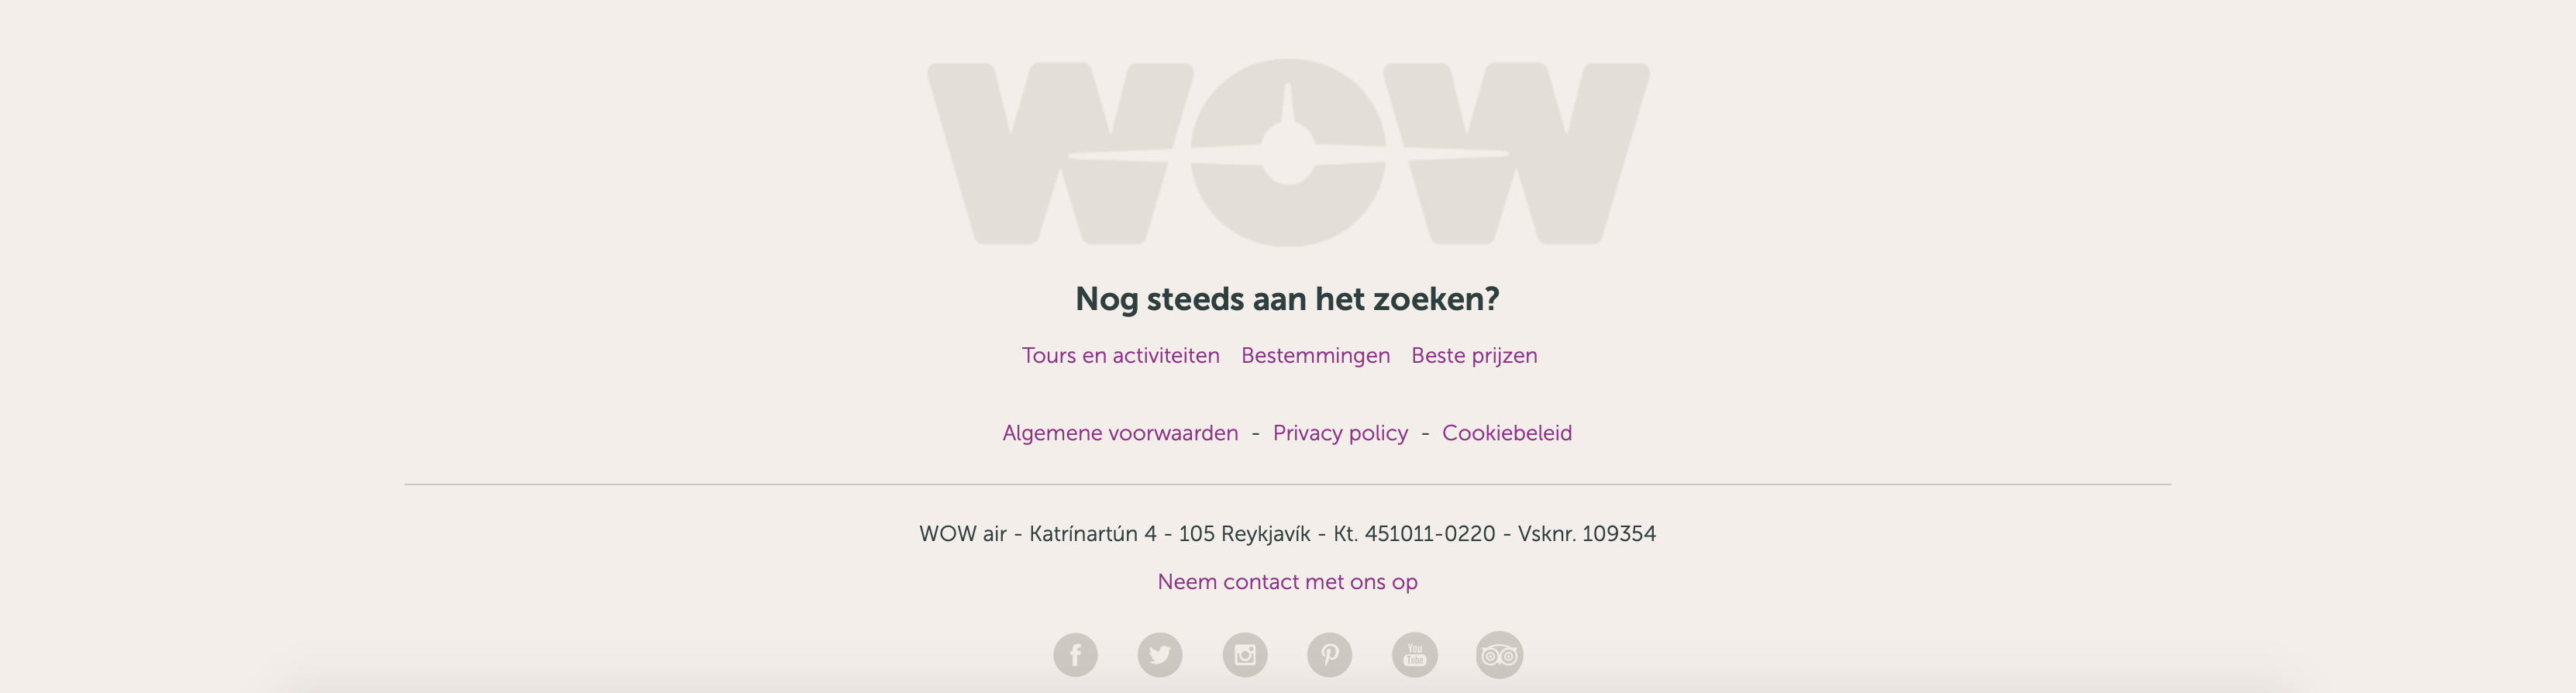 WOW
Nog steeds aan het zoeken?
Tours en activiteiten Bestemmingen Beste prijzen
Algemene voorwaarden - Privacy policy - Cookiebeleid
WOW air - Katrínartún 4 - 105 Reykjavík - Kt. 451011-0220 - Vsknr. 109354
Neem contact met ons op
You Tube